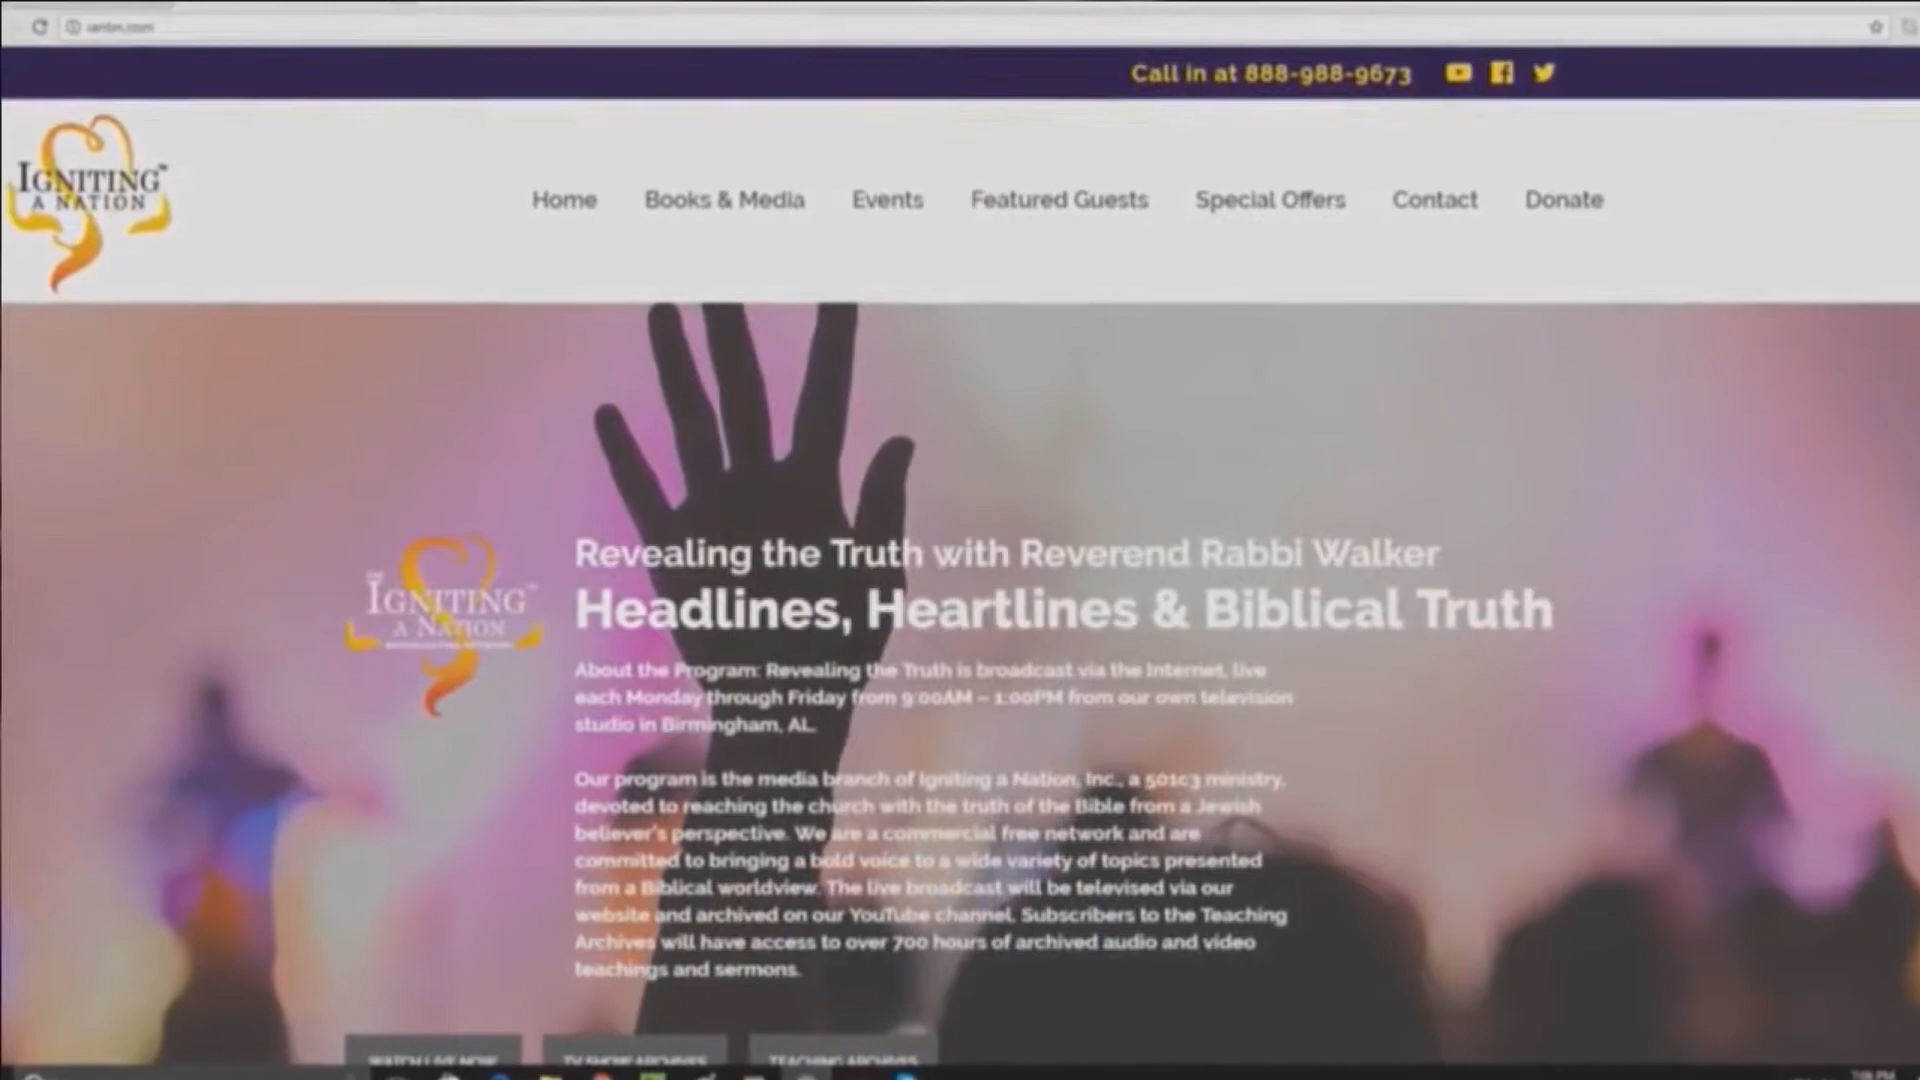 Call in at 888-988-9673
IGNITING™
A NATION
Home Books & Media Events Featured Guests Special Offers Contact Donate
Revealing the Truth with Reverend Rabbi Walker
Headlines, Heartlines & Biblical Truth
THE
IGNITING™
A NATION
About the Program: Revealing the Truth is broadcast via the Internet, live
each Monday through Friday from 9:00AM – 1:00PM from our own television
studio in Birmingham, AL.
Our program is the media branch of Igniting a Nation, Inc., a 501c3 ministry,
devoted to reaching the church with the truth of the Bible from a Jewish
believer's perspective. We are a commercial free network and are
committed to bringing a bold voice to a wide variety of topics presented
from a Biblical worldview. The live broadcast will be televised via our
website and archived on our YouTube channel. Subscribers to the Teaching
Archives will have access to over 700 hours of archived audio and video
teachings and sermons.
WATCH LIVE NOW TV SHOW ARCHIVES TEACHING ARCHIVES